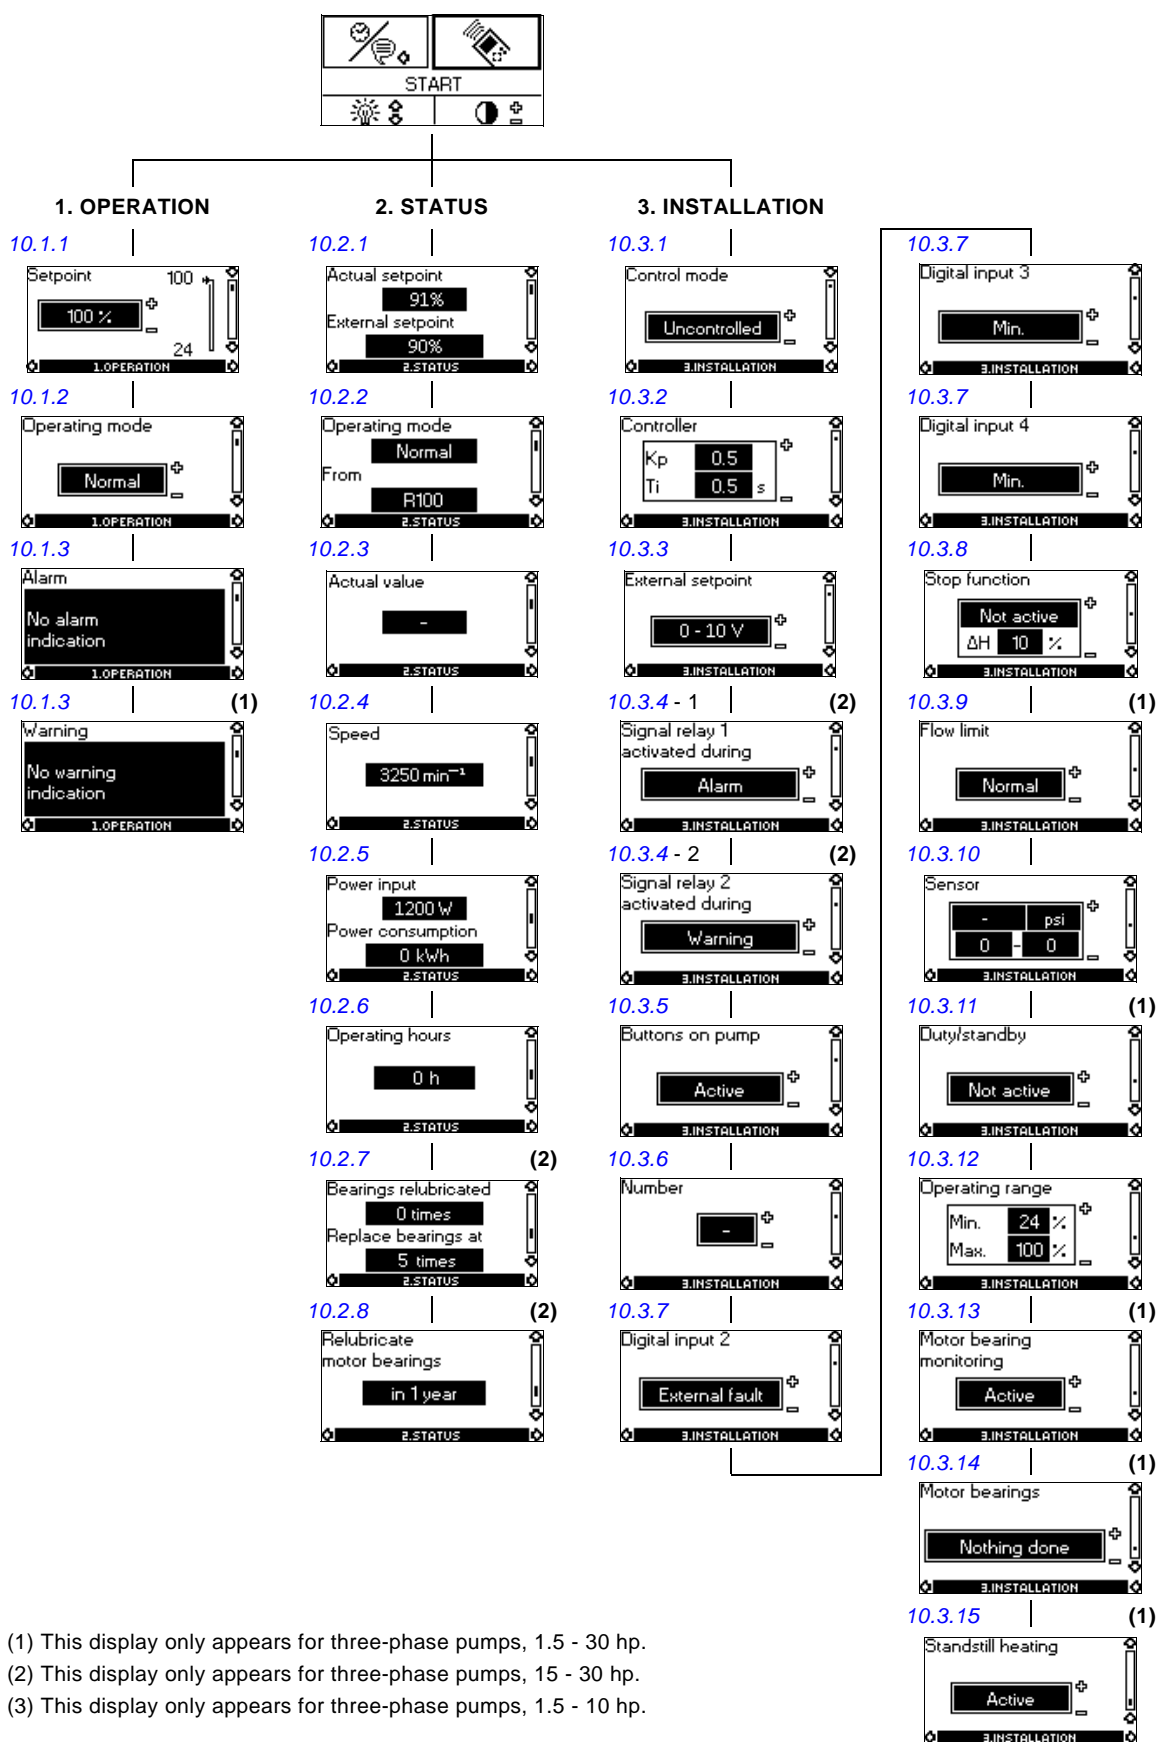 START
1. OPERATION
10.1.1
Setpoint
100
100 %
24
1.OPERATION
10.1.2
Operating mode
Normal
1.OPERATION
10.1.3
Alarm
No alarm
indication
1.OPERATION
10.1.3 (1)
Warning
No warning
indication
1.OPERATION
2. STATUS
10.2.1
Actual setpoint
91%
External setpoint
90%
2.STATUS
10.2.2
Operating mode
Normal
From
R100
2.STATUS
10.2.3
Actual value
-
2.STATUS
10.2.4
Speed
3250 min⁻¹
2.STATUS
10.2.5
Power input
1200 W
Power consumption
0 kWh
2.STATUS
10.2.6
Operating hours
0 h
2.STATUS
10.2.7 (2)
Bearings relubricated
0 times
Replace bearings at
5 times
2.STATUS
10.2.8 (2)
Relubricate
motor bearings
in 1 year
2.STATUS
3. INSTALLATION
10.3.1
Control mode
Uncontrolled
3.INSTALLATION
10.3.2
Controller
Kp 0.5
Ti 0.5 s
3.INSTALLATION
10.3.3
External setpoint
0 - 10 V
3.INSTALLATION
10.3.4 - 1 (2)
Signal relay 1
activated during
Alarm
3.INSTALLATION
10.3.4 - 2 (2)
Signal relay 2
activated during
Warning
3.INSTALLATION
10.3.5
Buttons on pump
Active
3.INSTALLATION
10.3.6
Number
-
3.INSTALLATION
10.3.7
Digital input 2
External fault
3.INSTALLATION
10.3.7
Digital input 3
Min.
3.INSTALLATION
10.3.7
Digital input 4
Min.
3.INSTALLATION
10.3.8
Stop function
Not active
ΔH 10 %
3.INSTALLATION
10.3.9 (1)
Flow limit
Normal
3.INSTALLATION
10.3.10
Sensor
- psi
0 - 0
3.INSTALLATION
10.3.11 (1)
Duty/standby
Not active
3.INSTALLATION
10.3.12
Operating range
Min. 24 %
Max. 100 %
3.INSTALLATION
10.3.13 (1)
Motor bearing
monitoring
Active
3.INSTALLATION
10.3.14 (1)
Motor bearings
Nothing done
3.INSTALLATION
10.3.15 (1)
Standstill heating
Active
3.INSTALLATION
(1) This display only appears for three-phase pumps, 1.5 - 30 hp.
(2) This display only appears for three-phase pumps, 15 - 30 hp.
(3) This display only appears for three-phase pumps, 1.5 - 10 hp.